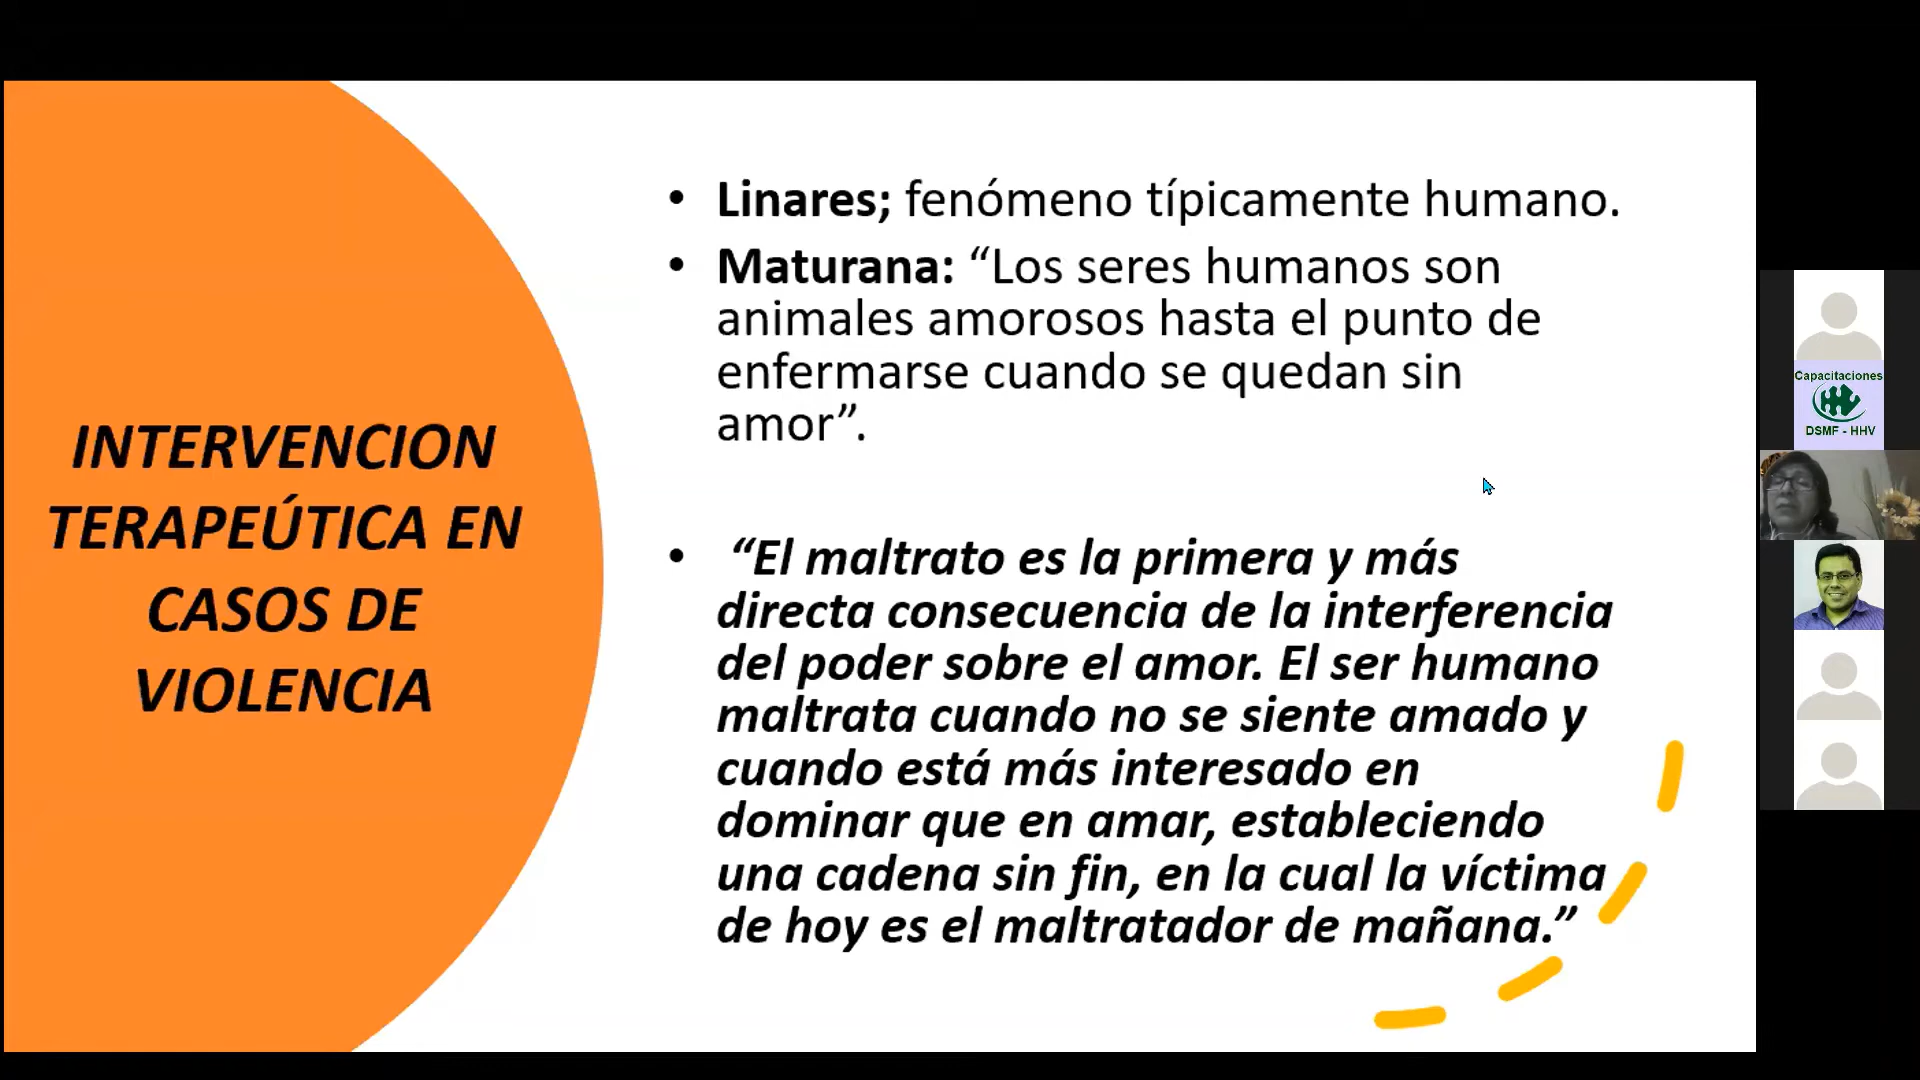 INTERVENCION
TERAPEÚTICA EN
CASOS DE
VIOLENCIA
• Linares; fenómeno típicamente humano.
• Maturana: “Los seres humanos son
animales amorosos hasta el punto de
enfermarse cuando se quedan sin
amor”.
• “El maltrato es la primera y más
directa consecuencia de la interferencia
del poder sobre el amor. El ser humano
maltrata cuando no se siente amado y
cuando está más interesado en
dominar que en amar, estableciendo
una cadena sin fin, en la cual la víctima
de hoy es el maltratador de mañana.”
Capacitaciones
DSMF - HHV